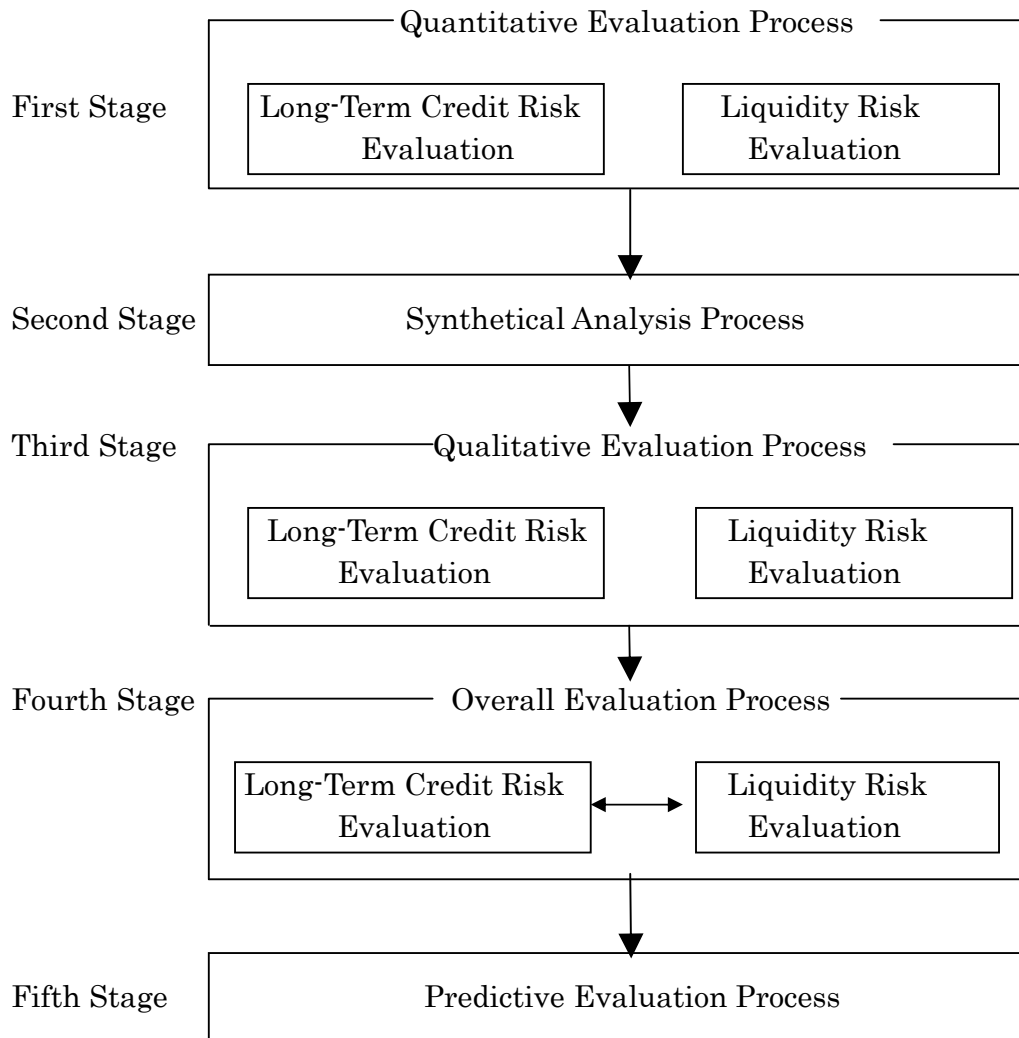 Quantitative Evaluation Process
First Stage
Long-Term Credit Risk
Evaluation
Liquidity Risk
Evaluation
Second Stage
Synthetical Analysis Process
Third Stage
Qualitative Evaluation Process
Long-Term Credit Risk
Evaluation
Liquidity Risk
Evaluation
Fourth Stage
Overall Evaluation Process
Long-Term Credit Risk
Evaluation
Liquidity Risk
Evaluation
Fifth Stage
Predictive Evaluation Process